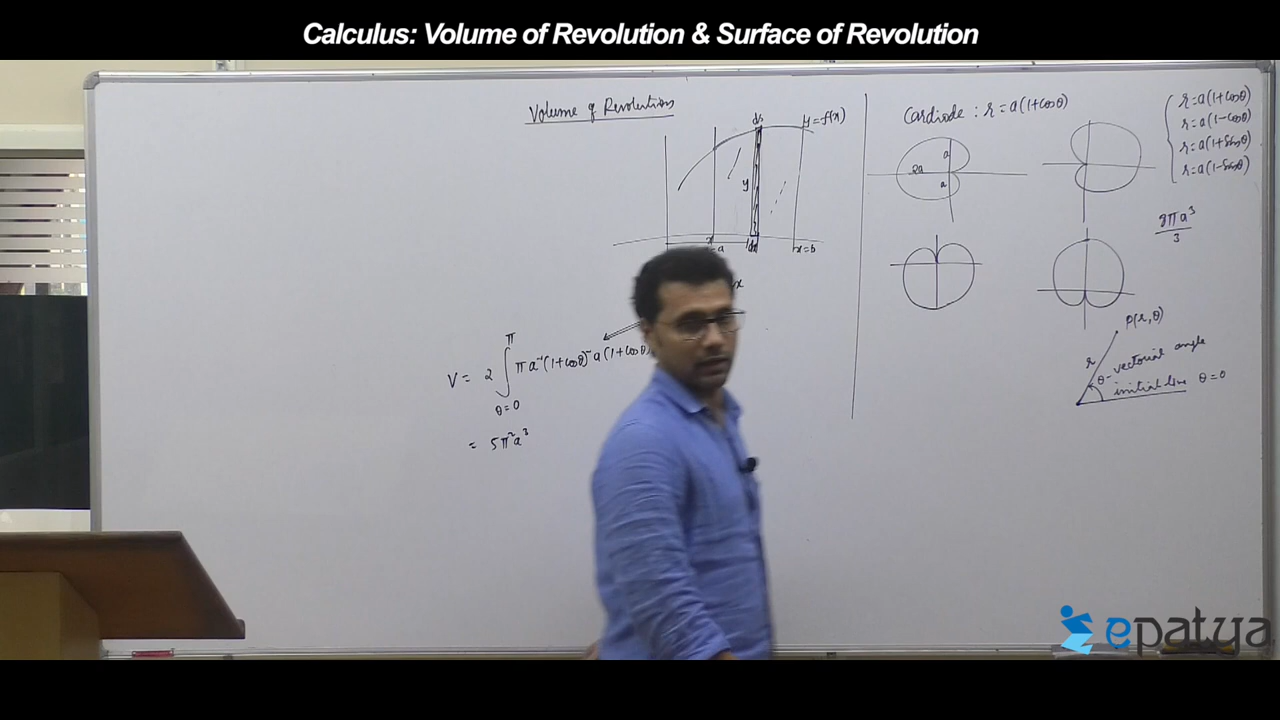 Calculus: Volume of Revolution & Surface of Revolution
Volume of Revolution
ds
y=f(x)
y
x=a
dx
x=b
V = 2 ∫ πa²(1+cosθ)² a(1+cosθ)
π
θ=0
= 5π²a³
Cardiode : r=a(1+cosθ)
a
2a
a
r=a(1+cosθ)
r=a(1-cosθ)
r=a(1+sinθ)
r=a(1-sinθ)
8πa³
3
P(r,θ)
r
θ-vectorial angle
initial line θ=0
epatya